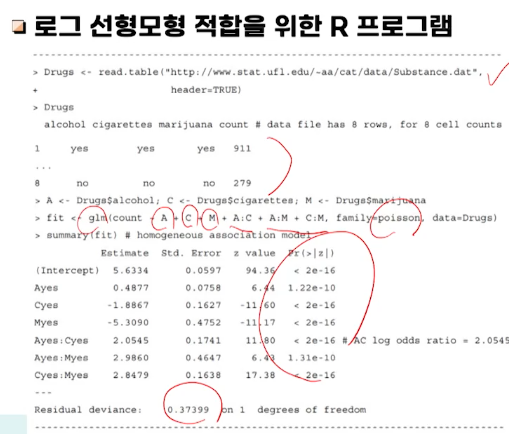 로그 선형모형 적합을 위한 R 프로그램
> Drugs <- read.table("http://www.stat.ufl.edu/~aa/cat/data/Substance.dat",
+ header=TRUE)
> Drugs
alcohol cigarettes marijuana count # data file has 8 rows, for 8 cell counts
1 yes yes yes 911
...
8 no no no 279
> A <- Drugs$alcohol; C <- Drugs$cigarettes; M <- Drugs$marijuana
> fit <- glm(count ~ A + C + M + A:C + A:M + C:M, family=poisson, data=Drugs)
> summary(fit) # homogeneous association model
Estimate Std. Error z value Pr(>|z|)
(Intercept) 5.6334 0.0597 94.36 < 2e-16
Ayes 0.4877 0.0758 6.44 1.22e-10
Cyes -1.8867 0.1627 -11.60 < 2e-16
Myes -5.3090 0.4752 -11.17 < 2e-16
Ayes:Cyes 2.0545 0.1741 11.80 < 2e-16 # AC log odds ratio = 2.0545
Ayes:Myes 2.9860 0.4647 6.43 1.31e-10
Cyes:Myes 2.8479 0.1638 17.38 < 2e-16
---
Residual deviance: 0.37399 on 1 degrees of freedom